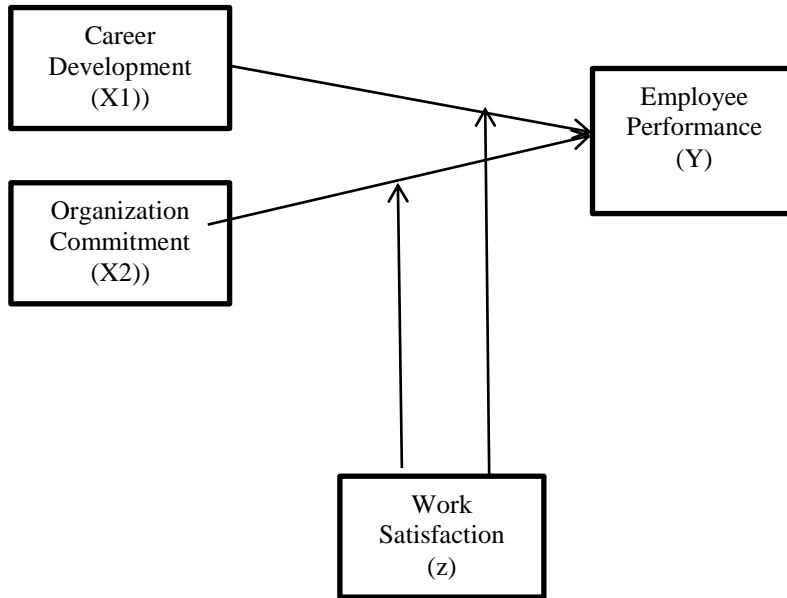 Career
Development
(X1))
Employee
Performance
(Y)
Organization
Commitment
(X2))
Work
Satisfaction
(z)